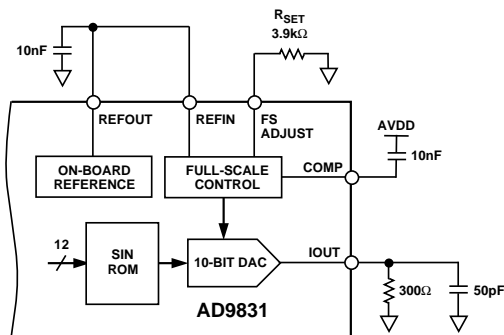 R_SET
3.9kΩ
10nF
REFOUT
REFIN
FS
ADJUST
AVDD
10nF
ON-BOARD
REFERENCE
FULL-SCALE
CONTROL
COMP
12
SIN
ROM
10-BIT DAC
IOUT
300Ω
50pF
AD9831